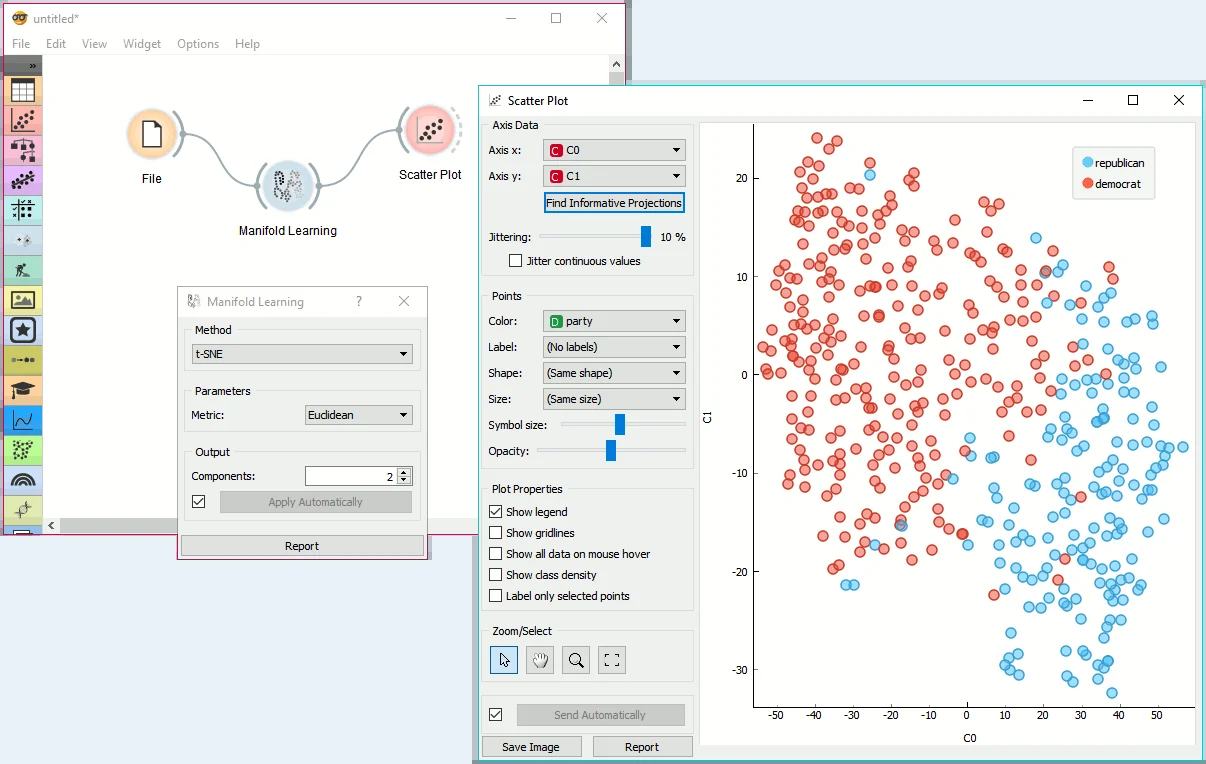 untitled*
File Edit View Widget Options Help
»
File
Manifold Learning
Scatter Plot
Manifold Learning ?
Method
t-SNE
Parameters
Metric: Euclidean
Output
Components: 2
Apply Automatically
Report
Scatter Plot
Axis Data
Axis x: C C0
Axis y: C C1
Find Informative Projections
Jittering: 10 %
Jitter continuous values
Points
Color: D party
Label: (No labels)
Shape: (Same shape)
Size: (Same size)
Symbol size:
Opacity:
Plot Properties
Show legend
Show gridlines
Show all data on mouse hover
Show class density
Label only selected points
Zoom/Select
Send Automatically
Save Image Report
republican
democrat
20
10
0
-10
-20
-30
C1
-50 -40 -30 -20 -10 0 10 20 30 40 50
C0